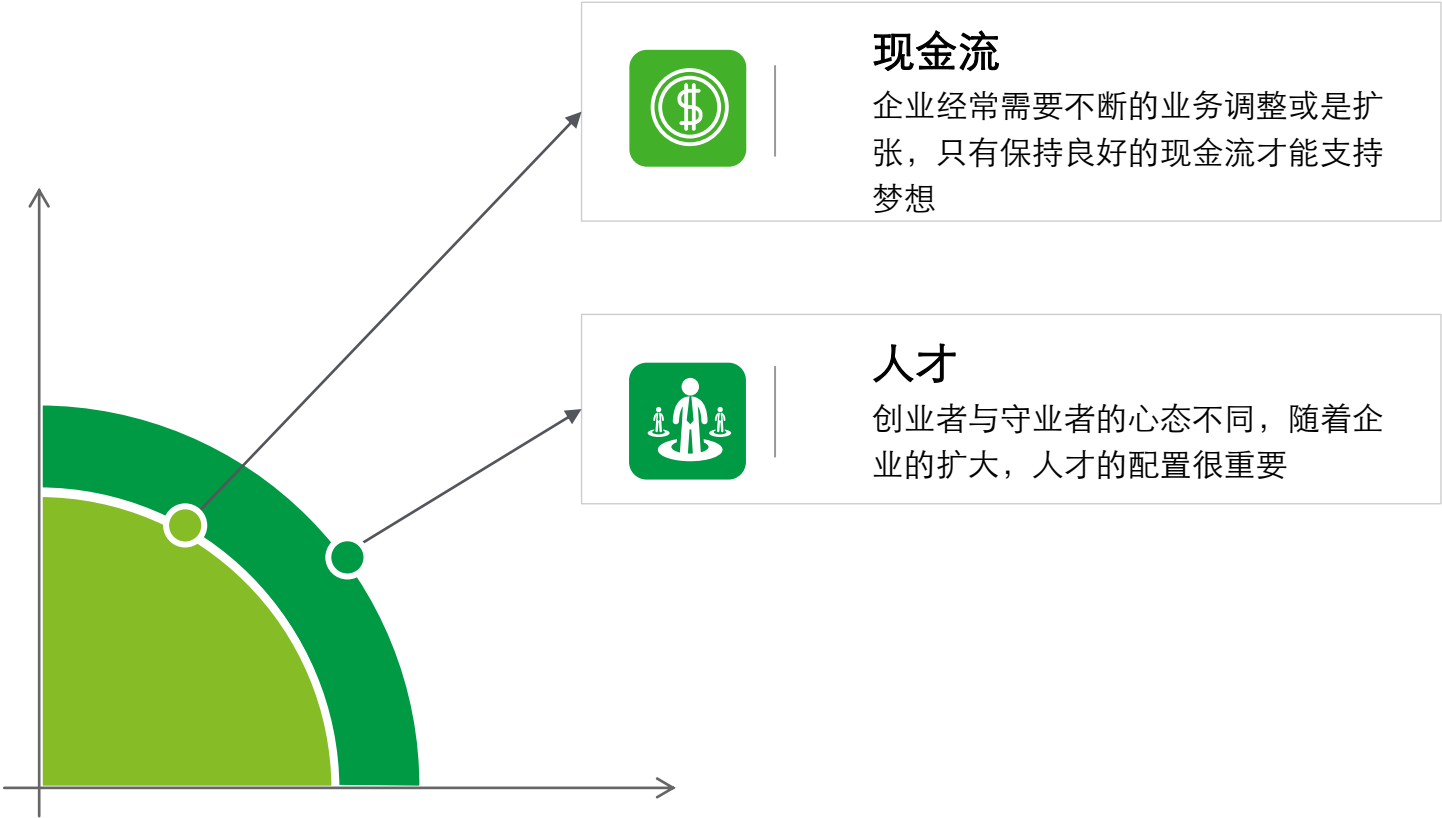 现金流
企业经常需要不断的业务调整或是扩
张，只有保持良好的现金流才能支持
梦想
人才
创业者与守业者的心态不同，随着企
业的扩大，人才的配置很重要